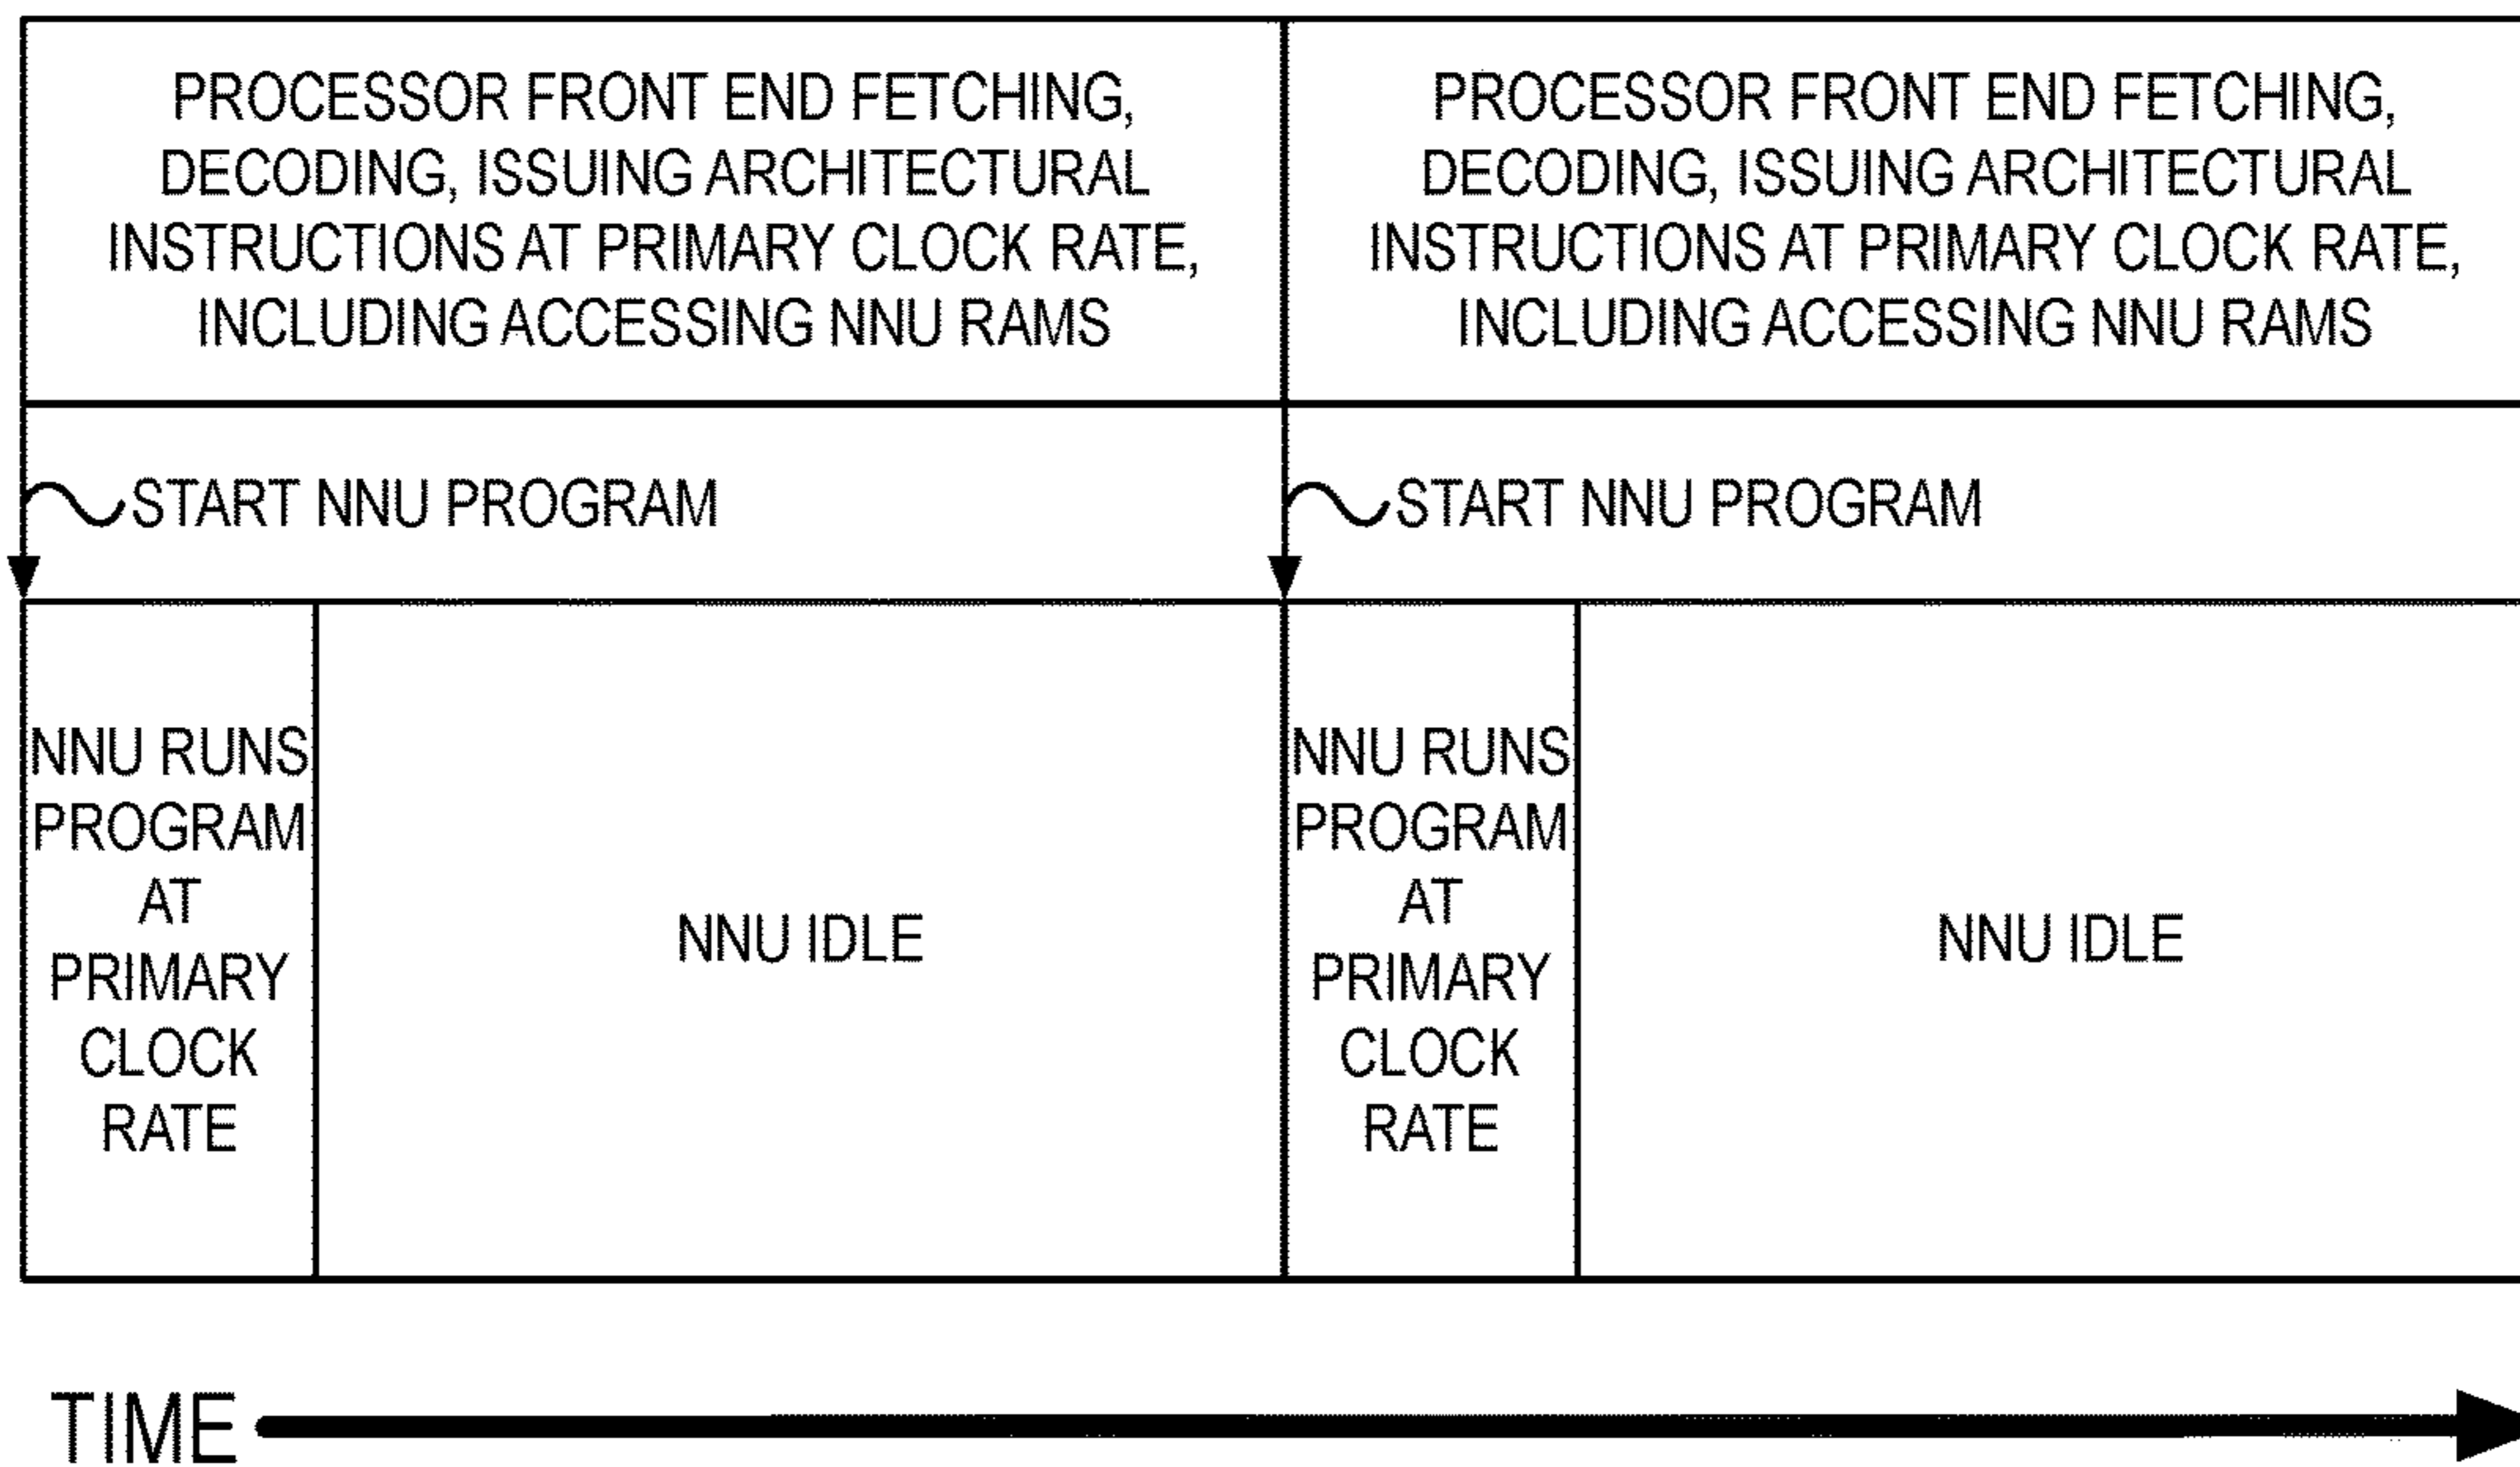 PROCESSOR FRONT END FETCHING,
DECODING, ISSUING ARCHITECTURAL
INSTRUCTIONS AT PRIMARY CLOCK RATE,
INCLUDING ACCESSING NNU RAMS
PROCESSOR FRONT END FETCHING,
DECODING, ISSUING ARCHITECTURAL
INSTRUCTIONS AT PRIMARY CLOCK RATE,
INCLUDING ACCESSING NNU RAMS
START NNU PROGRAM
START NNU PROGRAM
NNU RUNS
PROGRAM
AT
PRIMARY
CLOCK
RATE
NNU IDLE
NNU RUNS
PROGRAM
AT
PRIMARY
CLOCK
RATE
NNU IDLE
TIME